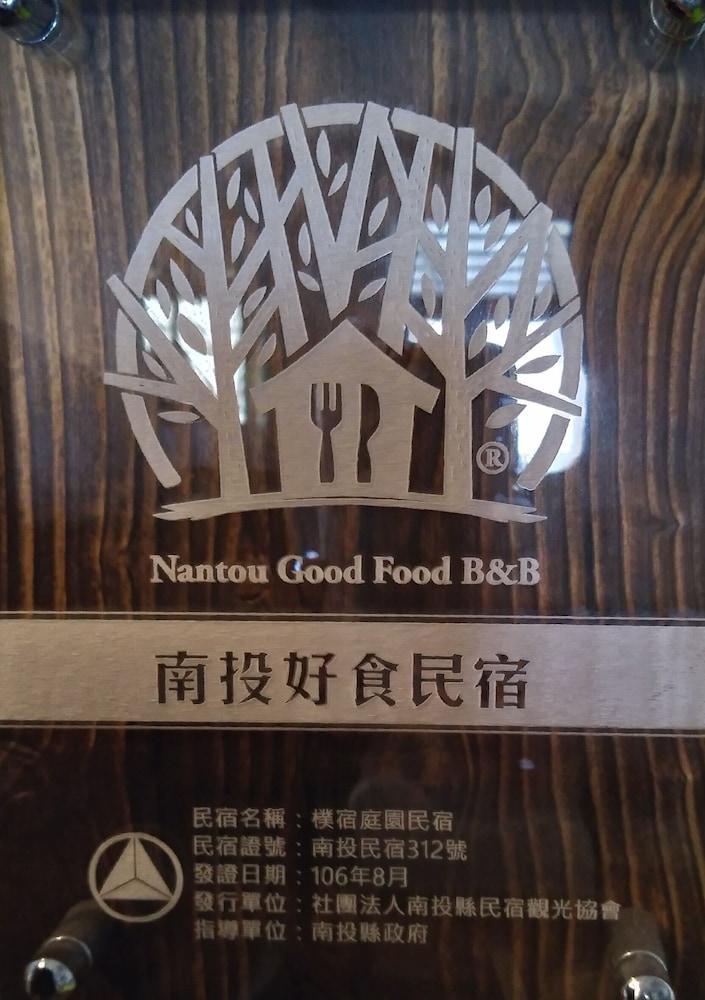 ®
Nantou Good Food B&B
南投好食民宿
民宿名稱：樸宿庭園民宿
民宿證號：南投民宿312號
發證日期：106年8月
發行單位：社團法人南投縣民宿觀光協會
指導單位：南投縣政府